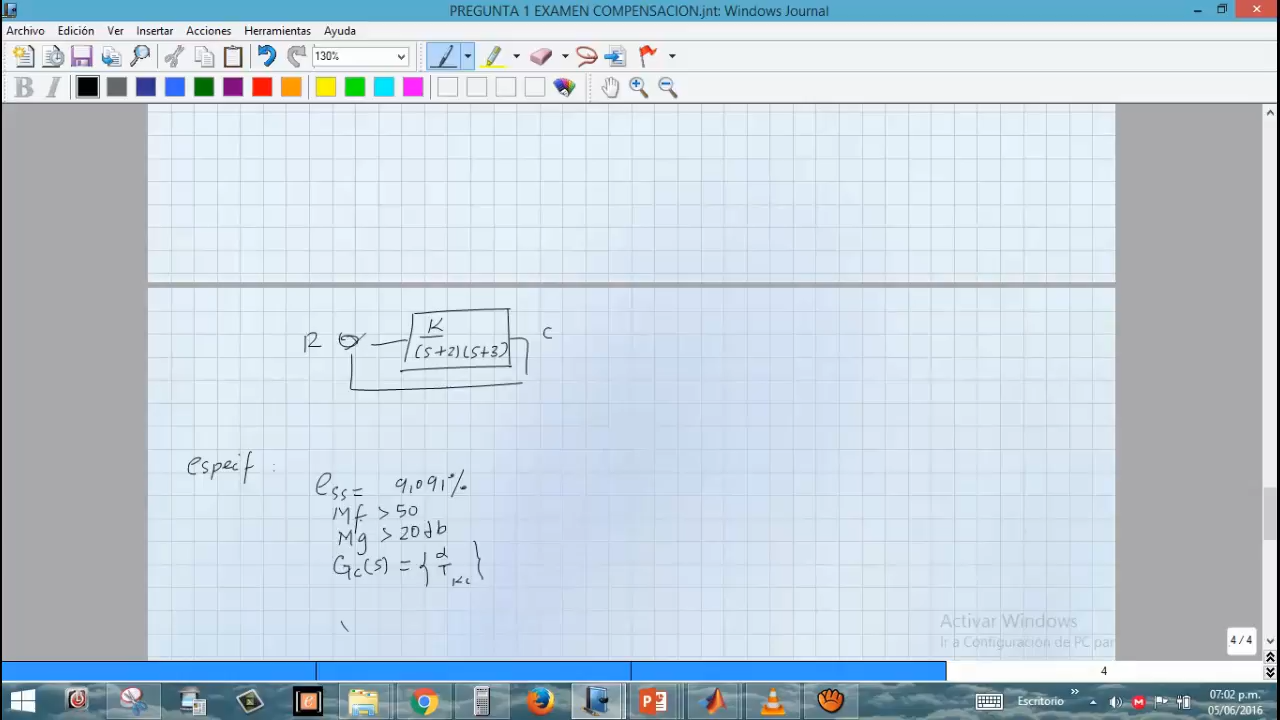 PREGUNTA 1 EXAMEN COMPENSACION.jnt: Windows Journal
Archivo Edición Ver Insertar Acciones Herramientas Ayuda
130%
B I
R
K
(s+2)(s+3)
C
especif :
ess= 9,091%
Mf > 50
Mg > 20db
Gc(s) = { α
T
Kc }
Activar Windows
Ir a Configuración de PC par
4 / 4
4
Escritorio
07:02 p.m.
05/06/2016